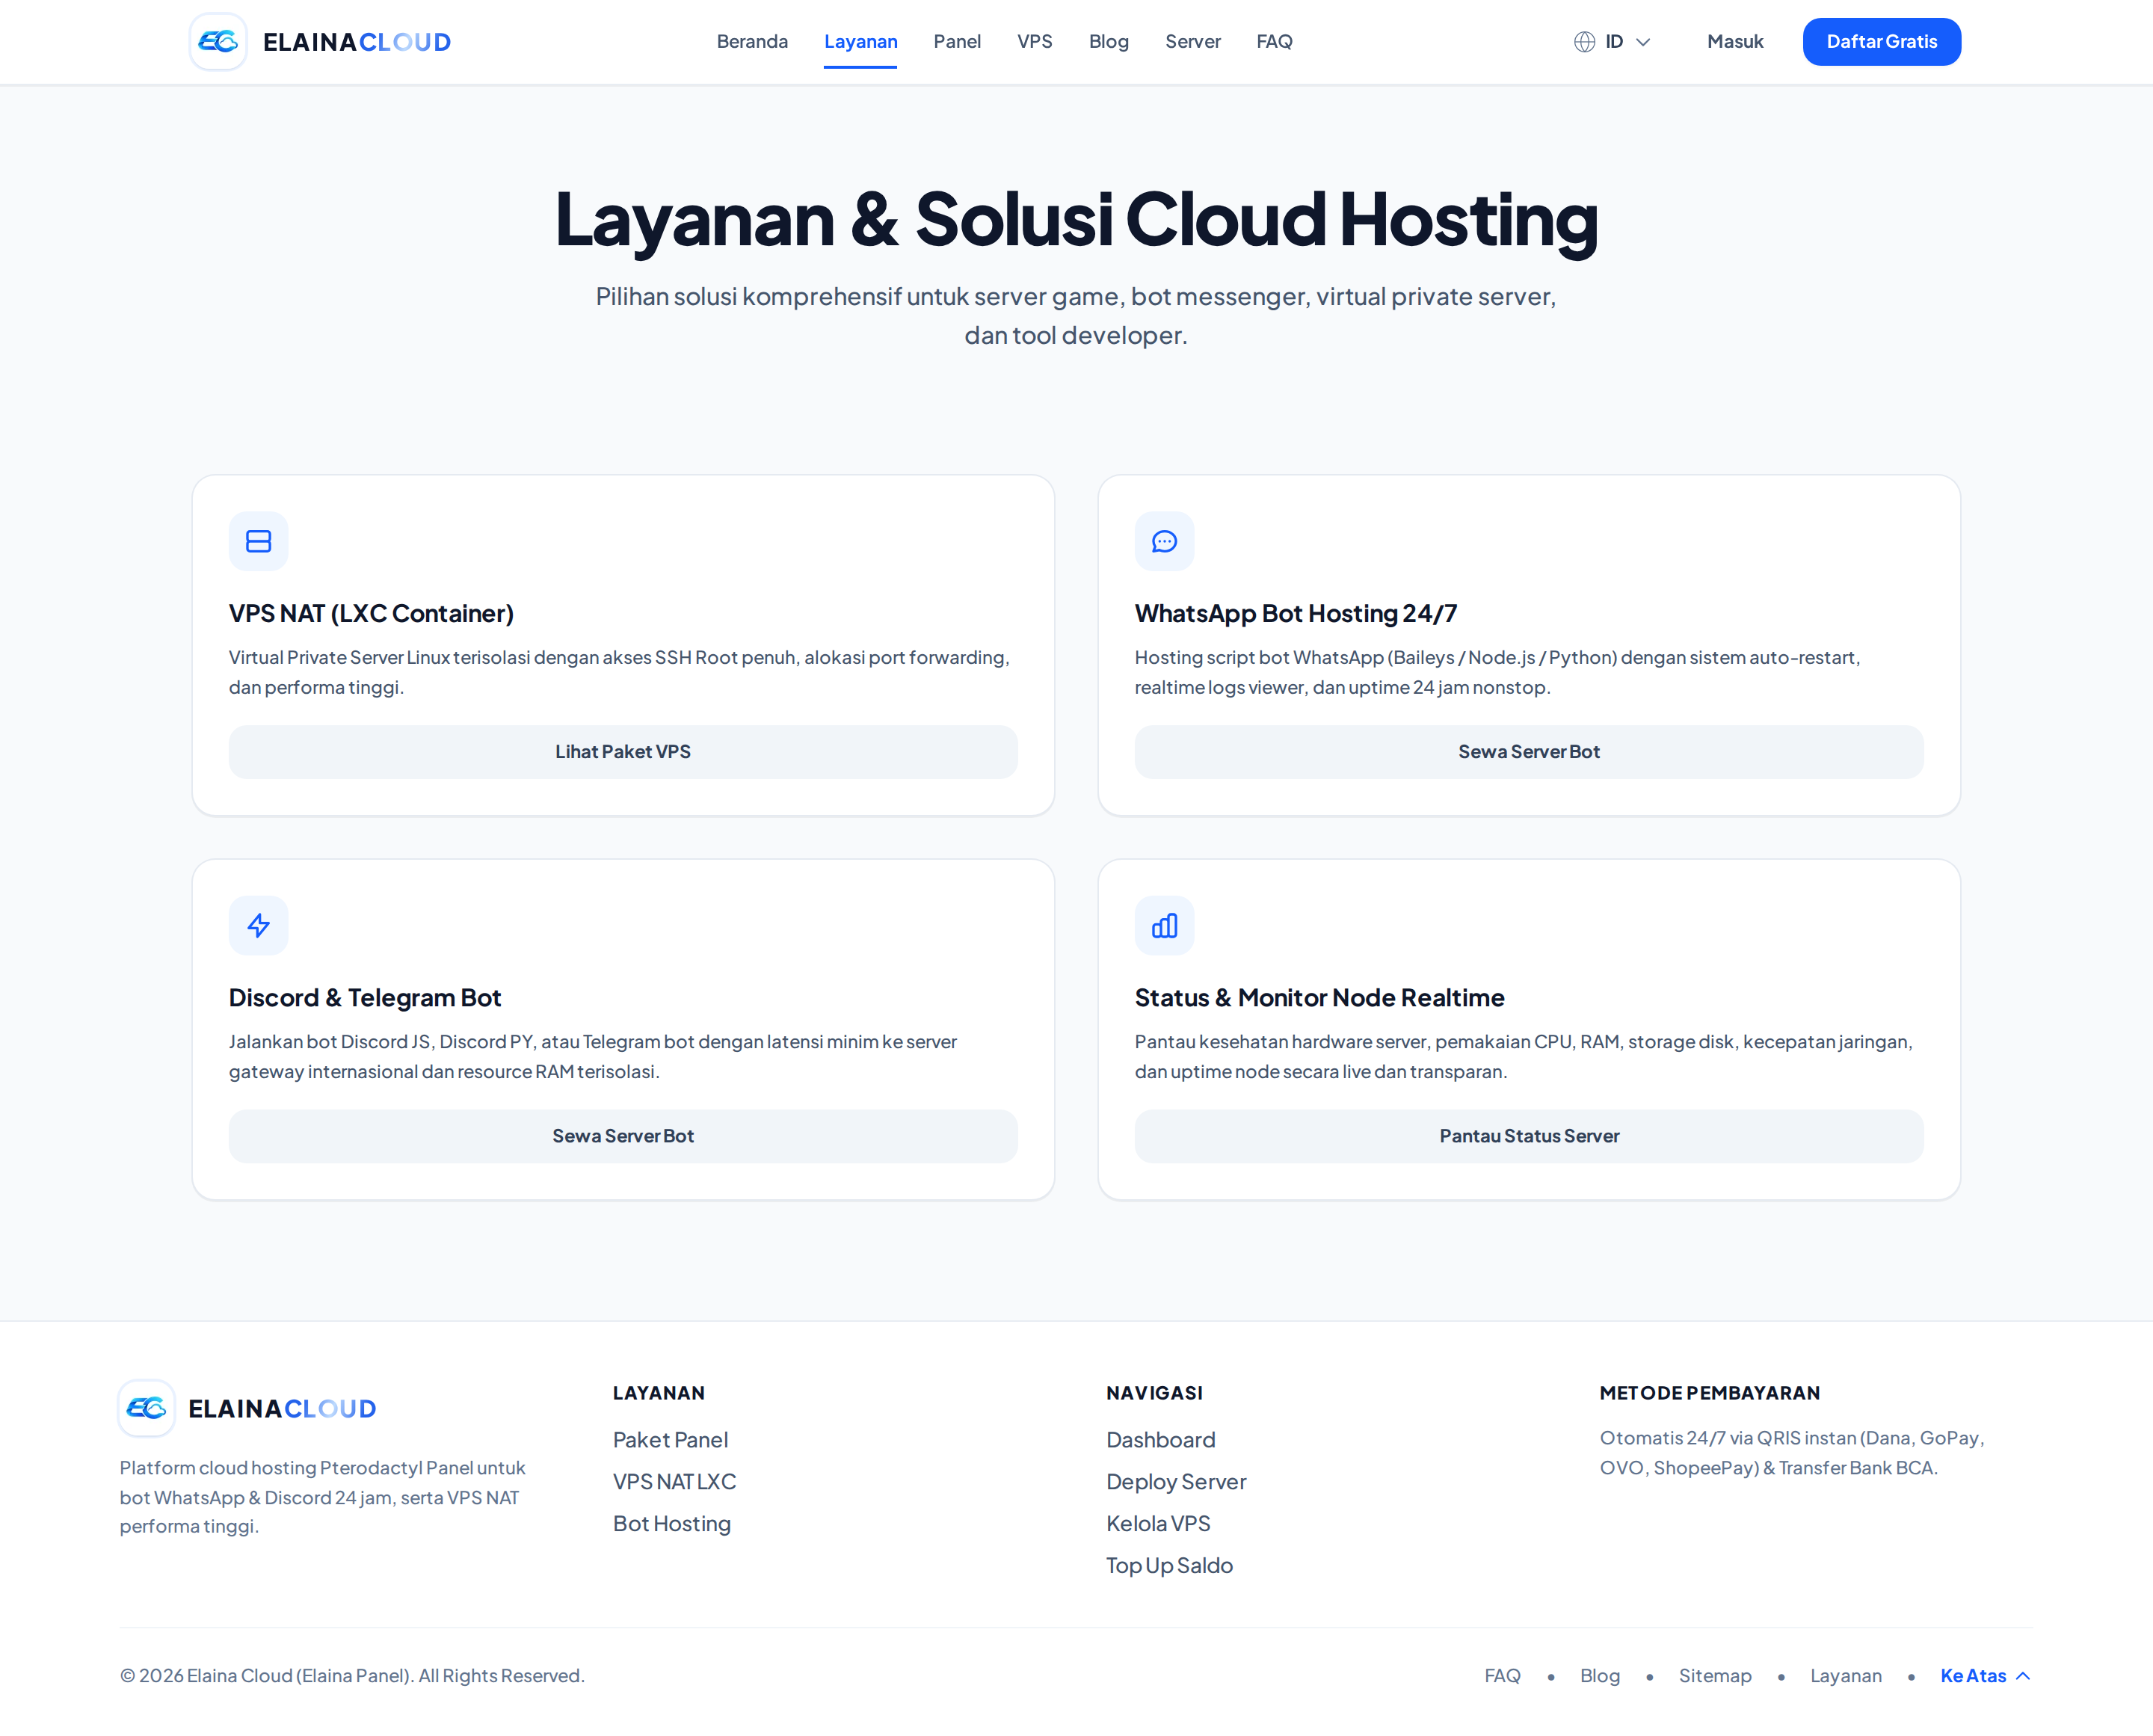 ELAINACLOUD
Beranda
Layanan
Panel
VPS
Blog
Server
FAQ
ID
Masuk
Daftar Gratis
Layanan & Solusi Cloud Hosting
Pilihan solusi komprehensif untuk server game, bot messenger, virtual private server,
dan tool developer.
VPS NAT (LXC Container)
Virtual Private Server Linux terisolasi dengan akses SSH Root penuh, alokasi port forwarding,
dan performa tinggi.
Lihat Paket VPS
WhatsApp Bot Hosting 24/7
Hosting script bot WhatsApp (Baileys / Node.js / Python) dengan sistem auto-restart,
realtime logs viewer, dan uptime 24 jam nonstop.
Sewa Server Bot
Discord & Telegram Bot
Jalankan bot Discord JS, Discord PY, atau Telegram bot dengan latensi minim ke server
gateway internasional dan resource RAM terisolasi.
Sewa Server Bot
Status & Monitor Node Realtime
Pantau kesehatan hardware server, pemakaian CPU, RAM, storage disk, kecepatan jaringan,
dan uptime node secara live dan transparan.
Pantau Status Server
ELAINACLOUD
Platform cloud hosting Pterodactyl Panel untuk
bot WhatsApp & Discord 24 jam, serta VPS NAT
performa tinggi.
LAYANAN
Paket Panel
VPS NAT LXC
Bot Hosting
NAVIGASI
Dashboard
Deploy Server
Kelola VPS
Top Up Saldo
METODE PEMBAYARAN
Otomatis 24/7 via QRIS instan (Dana, GoPay,
OVO, ShopeePay) & Transfer Bank BCA.
© 2026 Elaina Cloud (Elaina Panel). All Rights Reserved.
FAQ • Blog • Sitemap • Layanan • Ke Atas